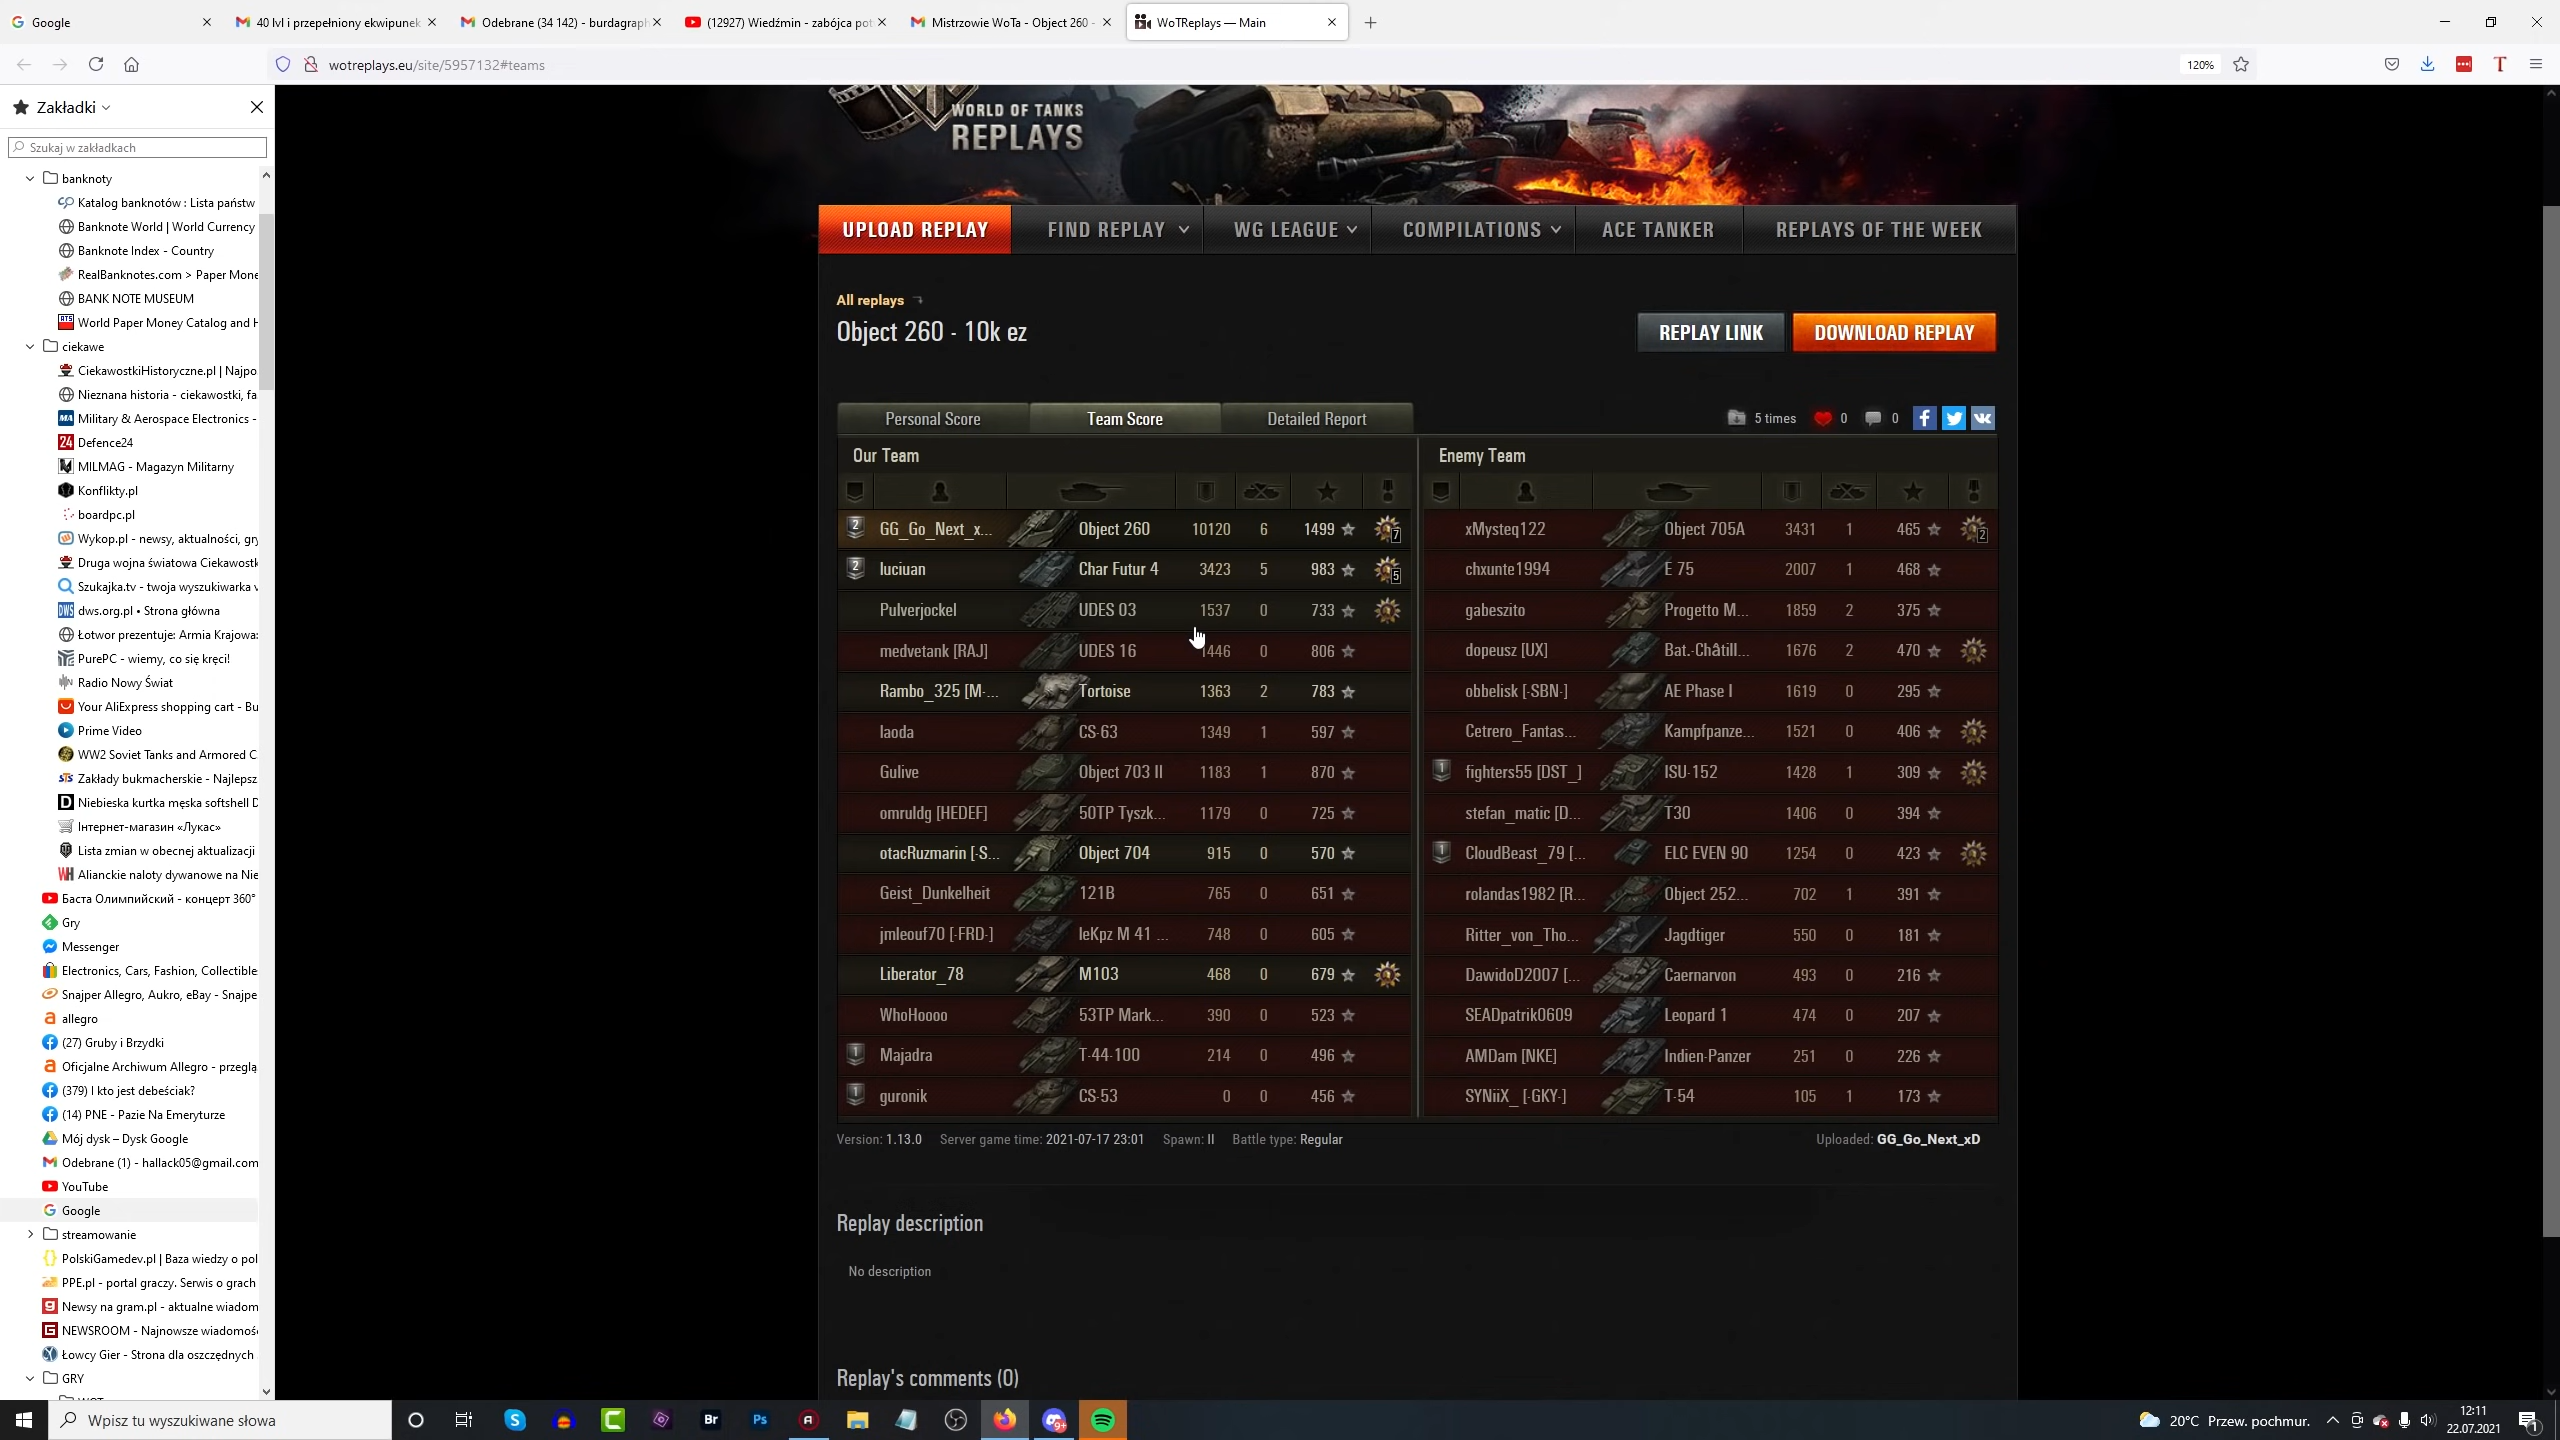 Google
40 lvl i przepełniony ekwipunek
Odebrane (34 142) - burdagraph
(12927) Wiedźmin - zabójca pot
Mistrzowie WoTa - Object 260 -
WoTReplays — Main
wotreplays.eu/site/5957132#teams
120%
Zakładki
Szukaj w zakładkach
banknoty
Katalog banknotów : Lista państw
Banknote World | World Currency
Banknote Index - Country
RealBanknotes.com > Paper Mone
BANK NOTE MUSEUM
World Paper Money Catalog and H
ciekawe
CiekawostkiHistoryczne.pl | Najpo
Nieznana historia - ciekawostki, fa
Military & Aerospace Electronics -
Defence24
MILMAG - Magazyn Militarny
Konflikty.pl
boardpc.pl
Wykop.pl - newsy, aktualności, gry
Druga wojna światowa Ciekawostk
Szukajka.tv - twoja wyszukiwarka v
dws.org.pl • Strona główna
Łotwor prezentuje: Armia Krajowa:
PurePC - wiemy, co się kręci!
Radio Nowy Świat
Your AliExpress shopping cart - Bu
Prime Video
WW2 Soviet Tanks and Armored C
Zakłady bukmacherskie - Najlepsz
Niebieska kurtka męska softshell D
Інтернет-магазин «Лукас»
Lista zmian w obecnej aktualizacji
Alianckie naloty dywanowe na Nie
Баста Олимпийский - концерт 360°
Gry
Messenger
Electronics, Cars, Fashion, Collectible
Snajper Allegro, Aukro, eBay - Snajpe
allegro
(27) Gruby i Brzydki
Oficjalne Archiwum Allegro - przeglą
(379) I kto jest debeściak?
(14) PNE - Pazie Na Emeryturze
Mój dysk – Dysk Google
Odebrane (1) - hallack05@gmail.com
YouTube
Google
streamowanie
PolskiGamedev.pl | Baza wiedzy o pol
PPE.pl - portal graczy. Serwis o grach
Newsy na gram.pl - aktualne wiadom
NEWSROOM - Najnowsze wiadomoś
Łowcy Gier - Strona dla oszczędnych
GRY
WORLD OF TANKS
REPLAYS
UPLOAD REPLAY FIND REPLAY WG LEAGUE COMPILATIONS ACE TANKER REPLAYS OF THE WEEK
All replays
Object 260 - 10k ez
REPLAY LINK DOWNLOAD REPLAY
Personal Score Team Score Detailed Report 5 times 0 0
Our Team
2 GG_Go_Next_x... Object 260 10120 6 1499 7
2 luciuan Char Futur 4 3423 5 983 5
Pulverjockel UDES 03 1537 0 733
medvetank [RAJ] UDES 16 1446 0 806
Rambo_325 [M-... Tortoise 1363 2 783
laoda CS-63 1349 1 597
Gulive Object 703 II 1183 1 870
omruldg [HEDEF] 50TP Tyszk... 1179 0 725
otacRuzmarin [-S... Object 704 915 0 570
Geist_Dunkelheit 121B 765 0 651
jmleouf70 [-FRD-] leKpz M 41 ... 748 0 605
Liberator_78 M103 468 0 679
WhoHoooo 53TP Mark... 390 0 523
1 Majadra T-44-100 214 0 496
1 guronik CS-53 0 0 456
Enemy Team
xMysteq122 Object 705A 3431 1 465 2
chxunte1994 E 75 2007 1 468
gabeszito Progetto M... 1859 2 375
dopeusz [UX] Bat.-Châtill... 1676 2 470
obbelisk [-SBN-] AE Phase I 1619 0 295
Cetrero_Fantas... Kampfpanze... 1521 0 406
1 fighters55 [DST_] ISU-152 1428 1 309
stefan_matic [D... T30 1406 0 394
1 CloudBeast_79 [... ELC EVEN 90 1254 0 423
rolandas1982 [R... Object 252... 702 1 391
Ritter_von_Tho... Jagdtiger 550 0 181
DawidoD2007 [... Caernarvon 493 0 216
SEADpatrik0609 Leopard 1 474 0 207
AMDam [NKE] Indien-Panzer 251 0 226
SYNiiX_ [-GKY-] T-54 105 1 173
Version: 1.13.0 Server game time: 2021-07-17 23:01 Spawn: II Battle type: Regular Uploaded: GG_Go_Next_xD
Replay description
No description
Replay's comments (0)
Wpisz tu wyszukiwane słowa
20°C Przew. pochmur.
12:11
22.07.2021